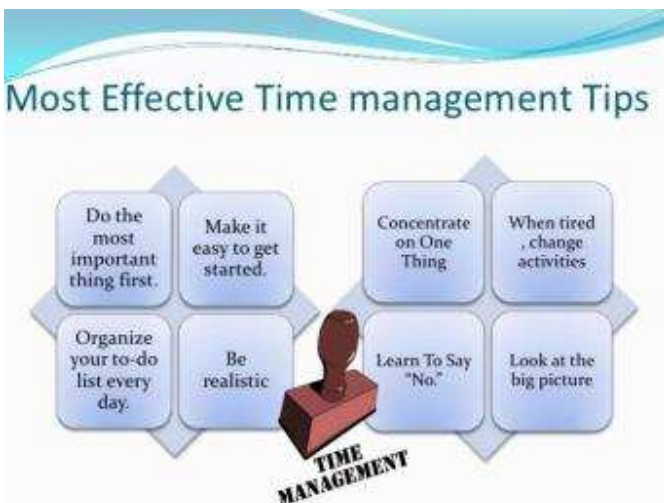 Most Effective Time management Tips
Do the
most
important
thing first.
Make it
easy to get
started.
Organize
your to-do
list every
day.
Be
realistic
Concentrate
on One
Thing
When tired
, change
activities
Learn To Say
"No."
Look at the
big picture
TIME
MANAGEMENT